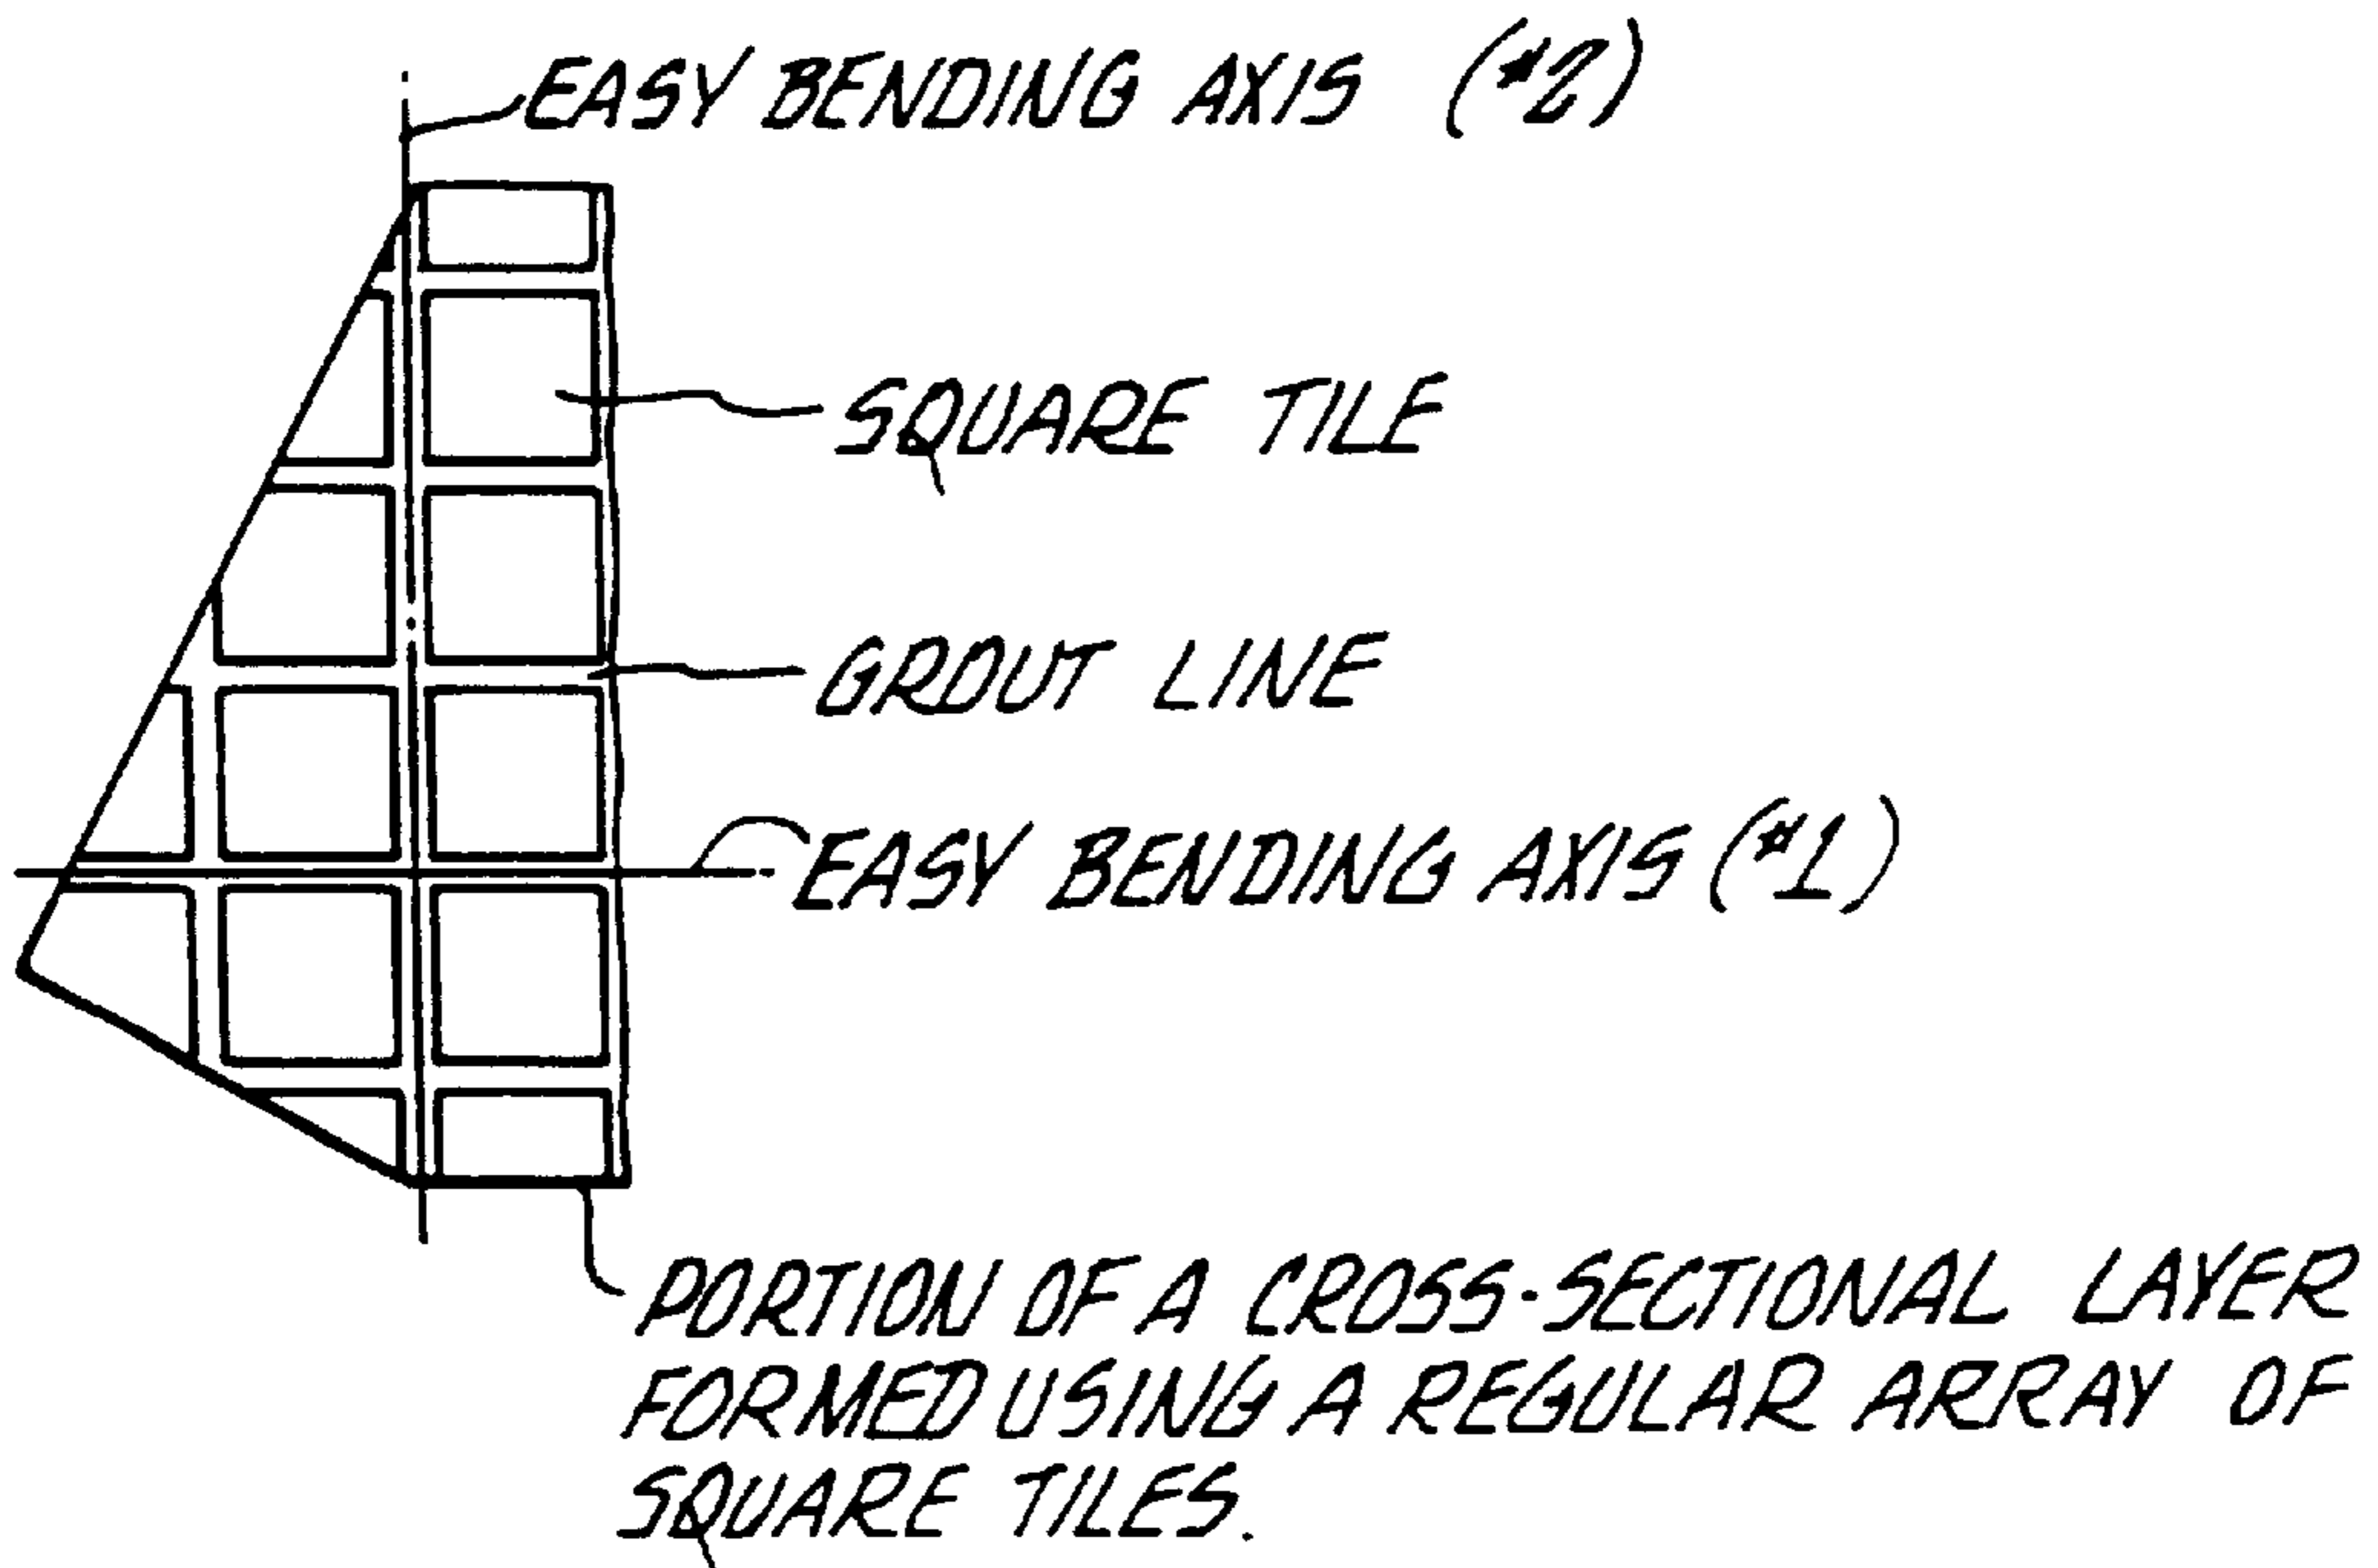 EASY BENDING AXIS (#2)
SQUARE TILE
GROUT LINE
EASY BENDING AXIS (#1)
PORTION OF A CROSS-SECTIONAL LAYER
FORMED USING A REGULAR ARRAY OF
SQUARE TILES.